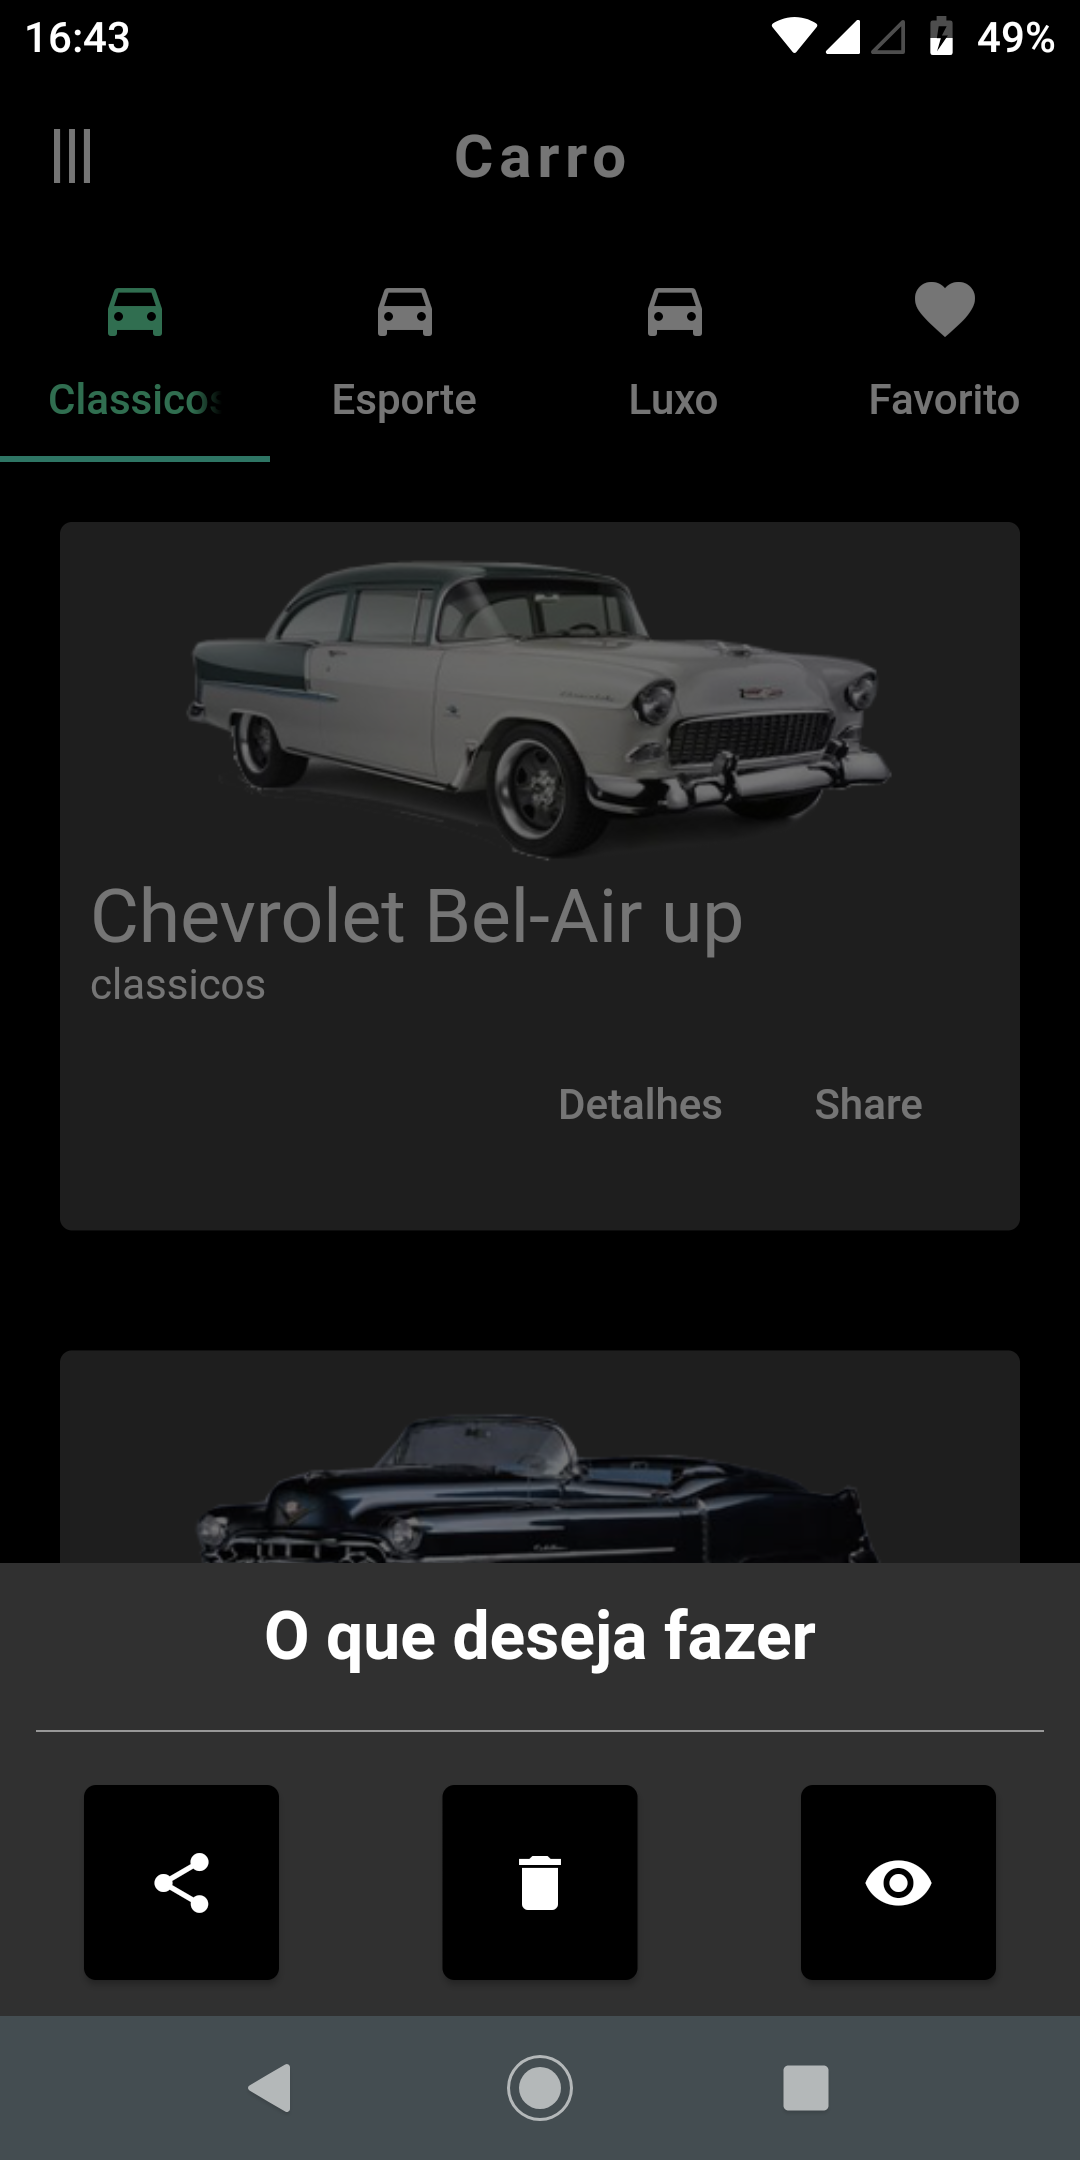 16:43
49%
Carro
Classicos
Esporte
Luxo
Favorito
Chevrolet Bel-Air up
classicos
Detalhes
Share
O que deseja fazer